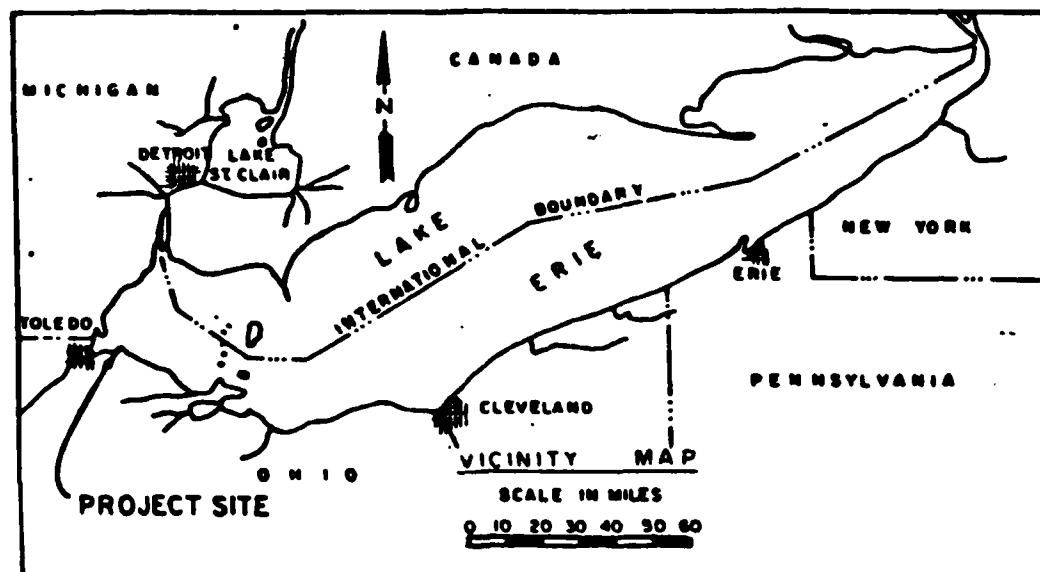 CANADA
MICHIGAN
N
DETROIT
LAKE
ST. CLAIR
LAKE
INTERNATIONAL
BOUNDARY
ERIE
NEW YORK
ERIE
TOLEDO
PENNSYLVANIA
CLEVELAND
OHIO
VICINITY MAP
SCALE IN MILES
PROJECT SITE
0 10 20 30 40 50 60